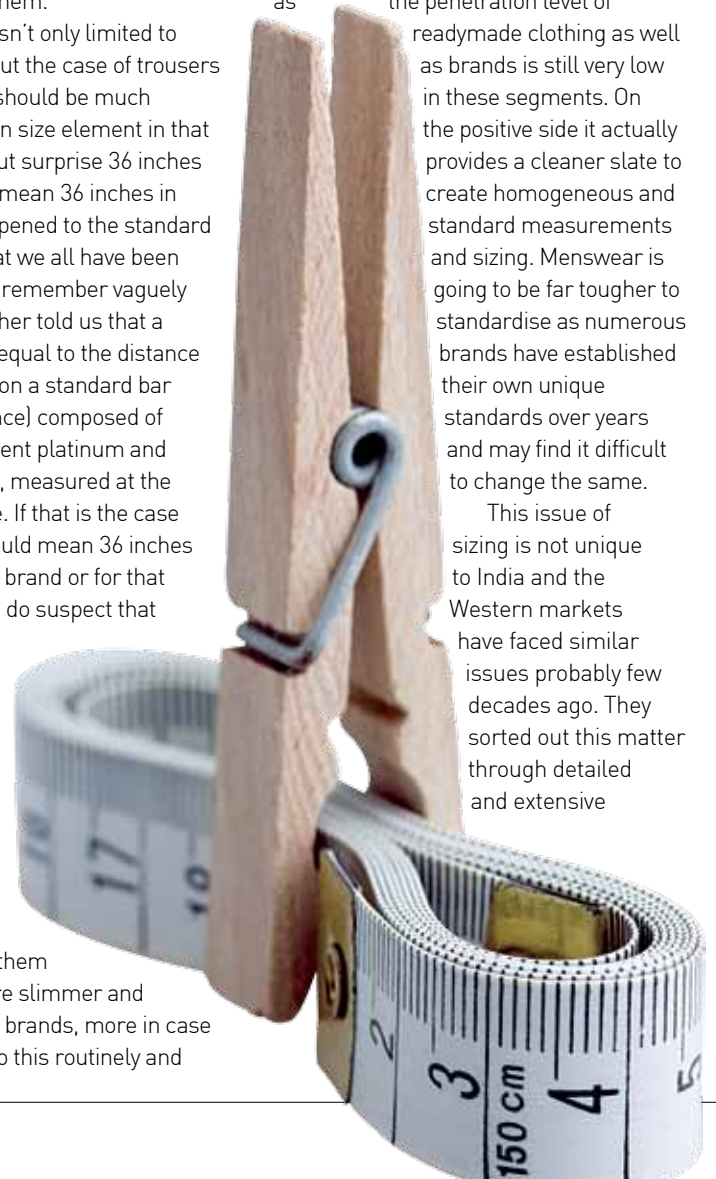 hem.
sn't only limited to
ut the case of trousers
should be much
n size element in that
ut surprise 36 inches
mean 36 inches in
pened to the standard
at we all have been
remember vaguely
her told us that a
equal to the distance
on a standard bar
nce) composed of
ent platinum and
, measured at the
e. If that is the case
uld mean 36 inches
brand or for that
do suspect that
them
re slimmer and
brands, more in case
o this routinely and
as
the penetration level of
readymade clothing as well
as brands is still very low
in these segments. On
the positive side it actually
provides a cleaner slate to
create homogeneous and
standard measurements
and sizing. Menswear is
going to be far tougher to
standardise as numerous
brands have established
their own unique
standards over years
and may find it difficult
to change the same.
This issue of
sizing is not unique
to India and the
Western markets
have faced similar
issues probably few
decades ago. They
sorted out this matter
through detailed
and extensive
17
2
3
150 cm
4
5